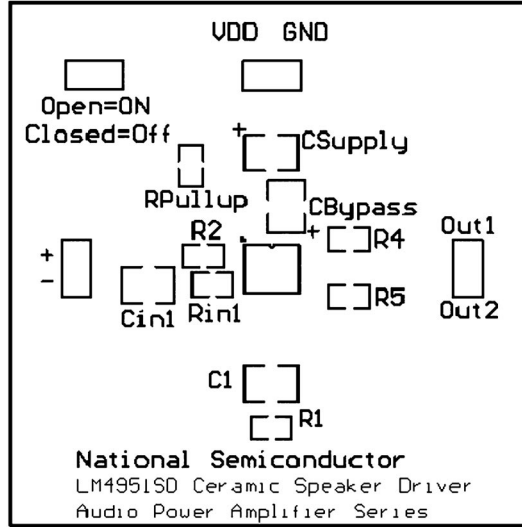 VDD GND
Open=ON
Closed=Off
+
CSupply
RPullup
CBypass
+
R2
R4
Out1
+
-
Cin1
Rin1
R5
Out2
C1
R1
National Semiconductor
LM4951SD Ceramic Speaker Driver
Audio Power Amplifier Series